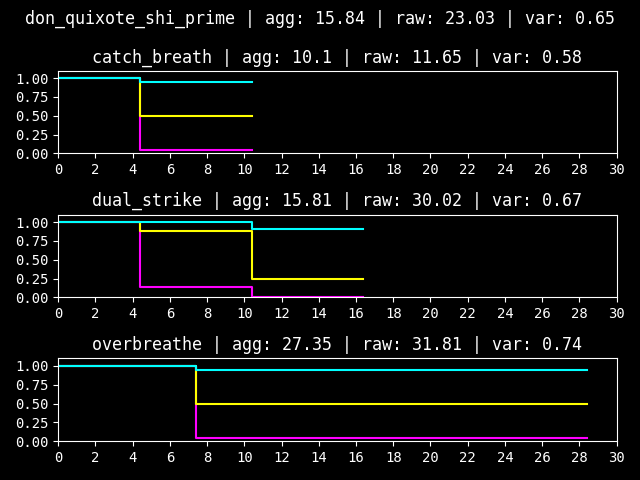 don_quixote_shi_prime | agg: 15.84 | raw: 23.03 | var: 0.65
catch_breath | agg: 10.1 | raw: 11.65 | var: 0.58
1.00
0.75
0.50
0.25
0.00
0 2 4 6 8 10 12 14 16 18 20 22 24 26 28 30
dual_strike | agg: 15.81 | raw: 30.02 | var: 0.67
1.00
0.75
0.50
0.25
0.00
0 2 4 6 8 10 12 14 16 18 20 22 24 26 28 30
overbreathe | agg: 27.35 | raw: 31.81 | var: 0.74
1.00
0.75
0.50
0.25
0.00
0 2 4 6 8 10 12 14 16 18 20 22 24 26 28 30